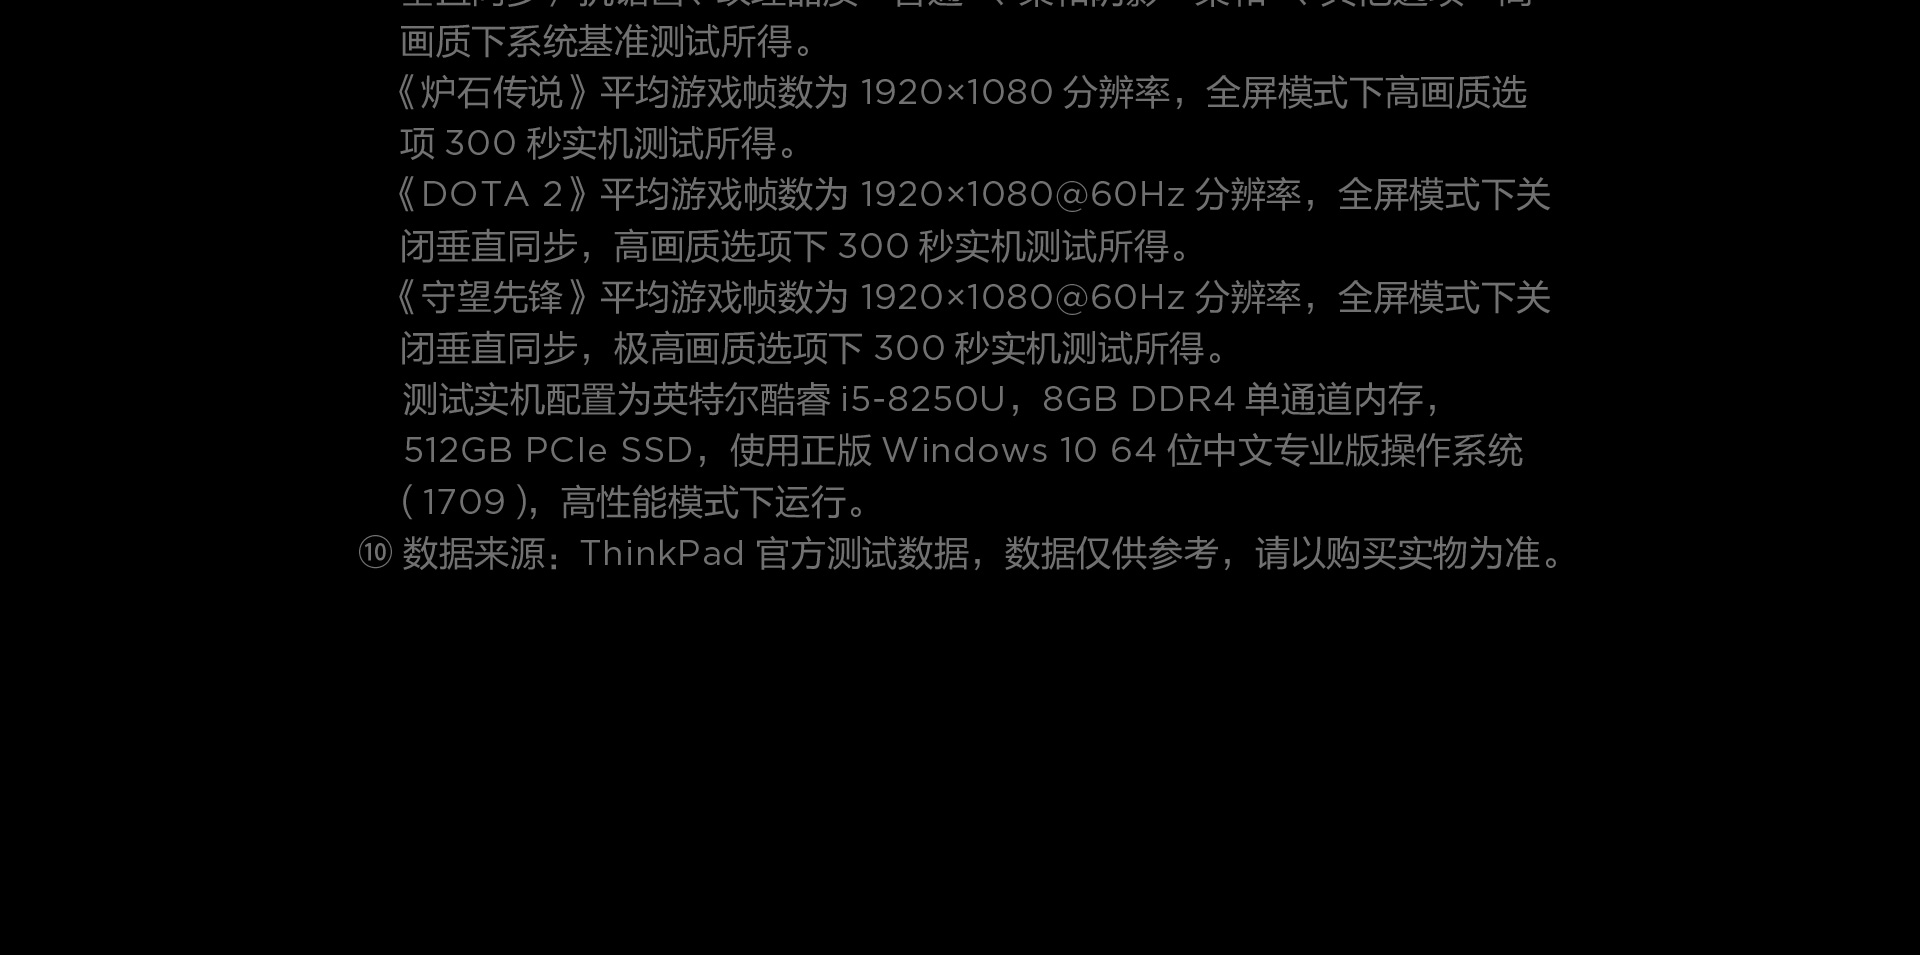 画质下系统基准测试所得。
《炉石传说》平均游戏帧数为 1920×1080 分辨率，全屏模式下高画质选
项 300 秒实机测试所得。
《DOTA 2》平均游戏帧数为 1920×1080@60Hz 分辨率，全屏模式下关
闭垂直同步，高画质选项下 300 秒实机测试所得。
《守望先锋》平均游戏帧数为 1920×1080@60Hz 分辨率，全屏模式下关
闭垂直同步，极高画质选项下 300 秒实机测试所得。
测试实机配置为英特尔酷睿 i5-8250U，8GB DDR4 单通道内存，
512GB PCIe SSD，使用正版 Windows 10 64 位中文专业版操作系统
( 1709 )，高性能模式下运行。
⑩ 数据来源：ThinkPad 官方测试数据，数据仅供参考，请以购买实物为准。